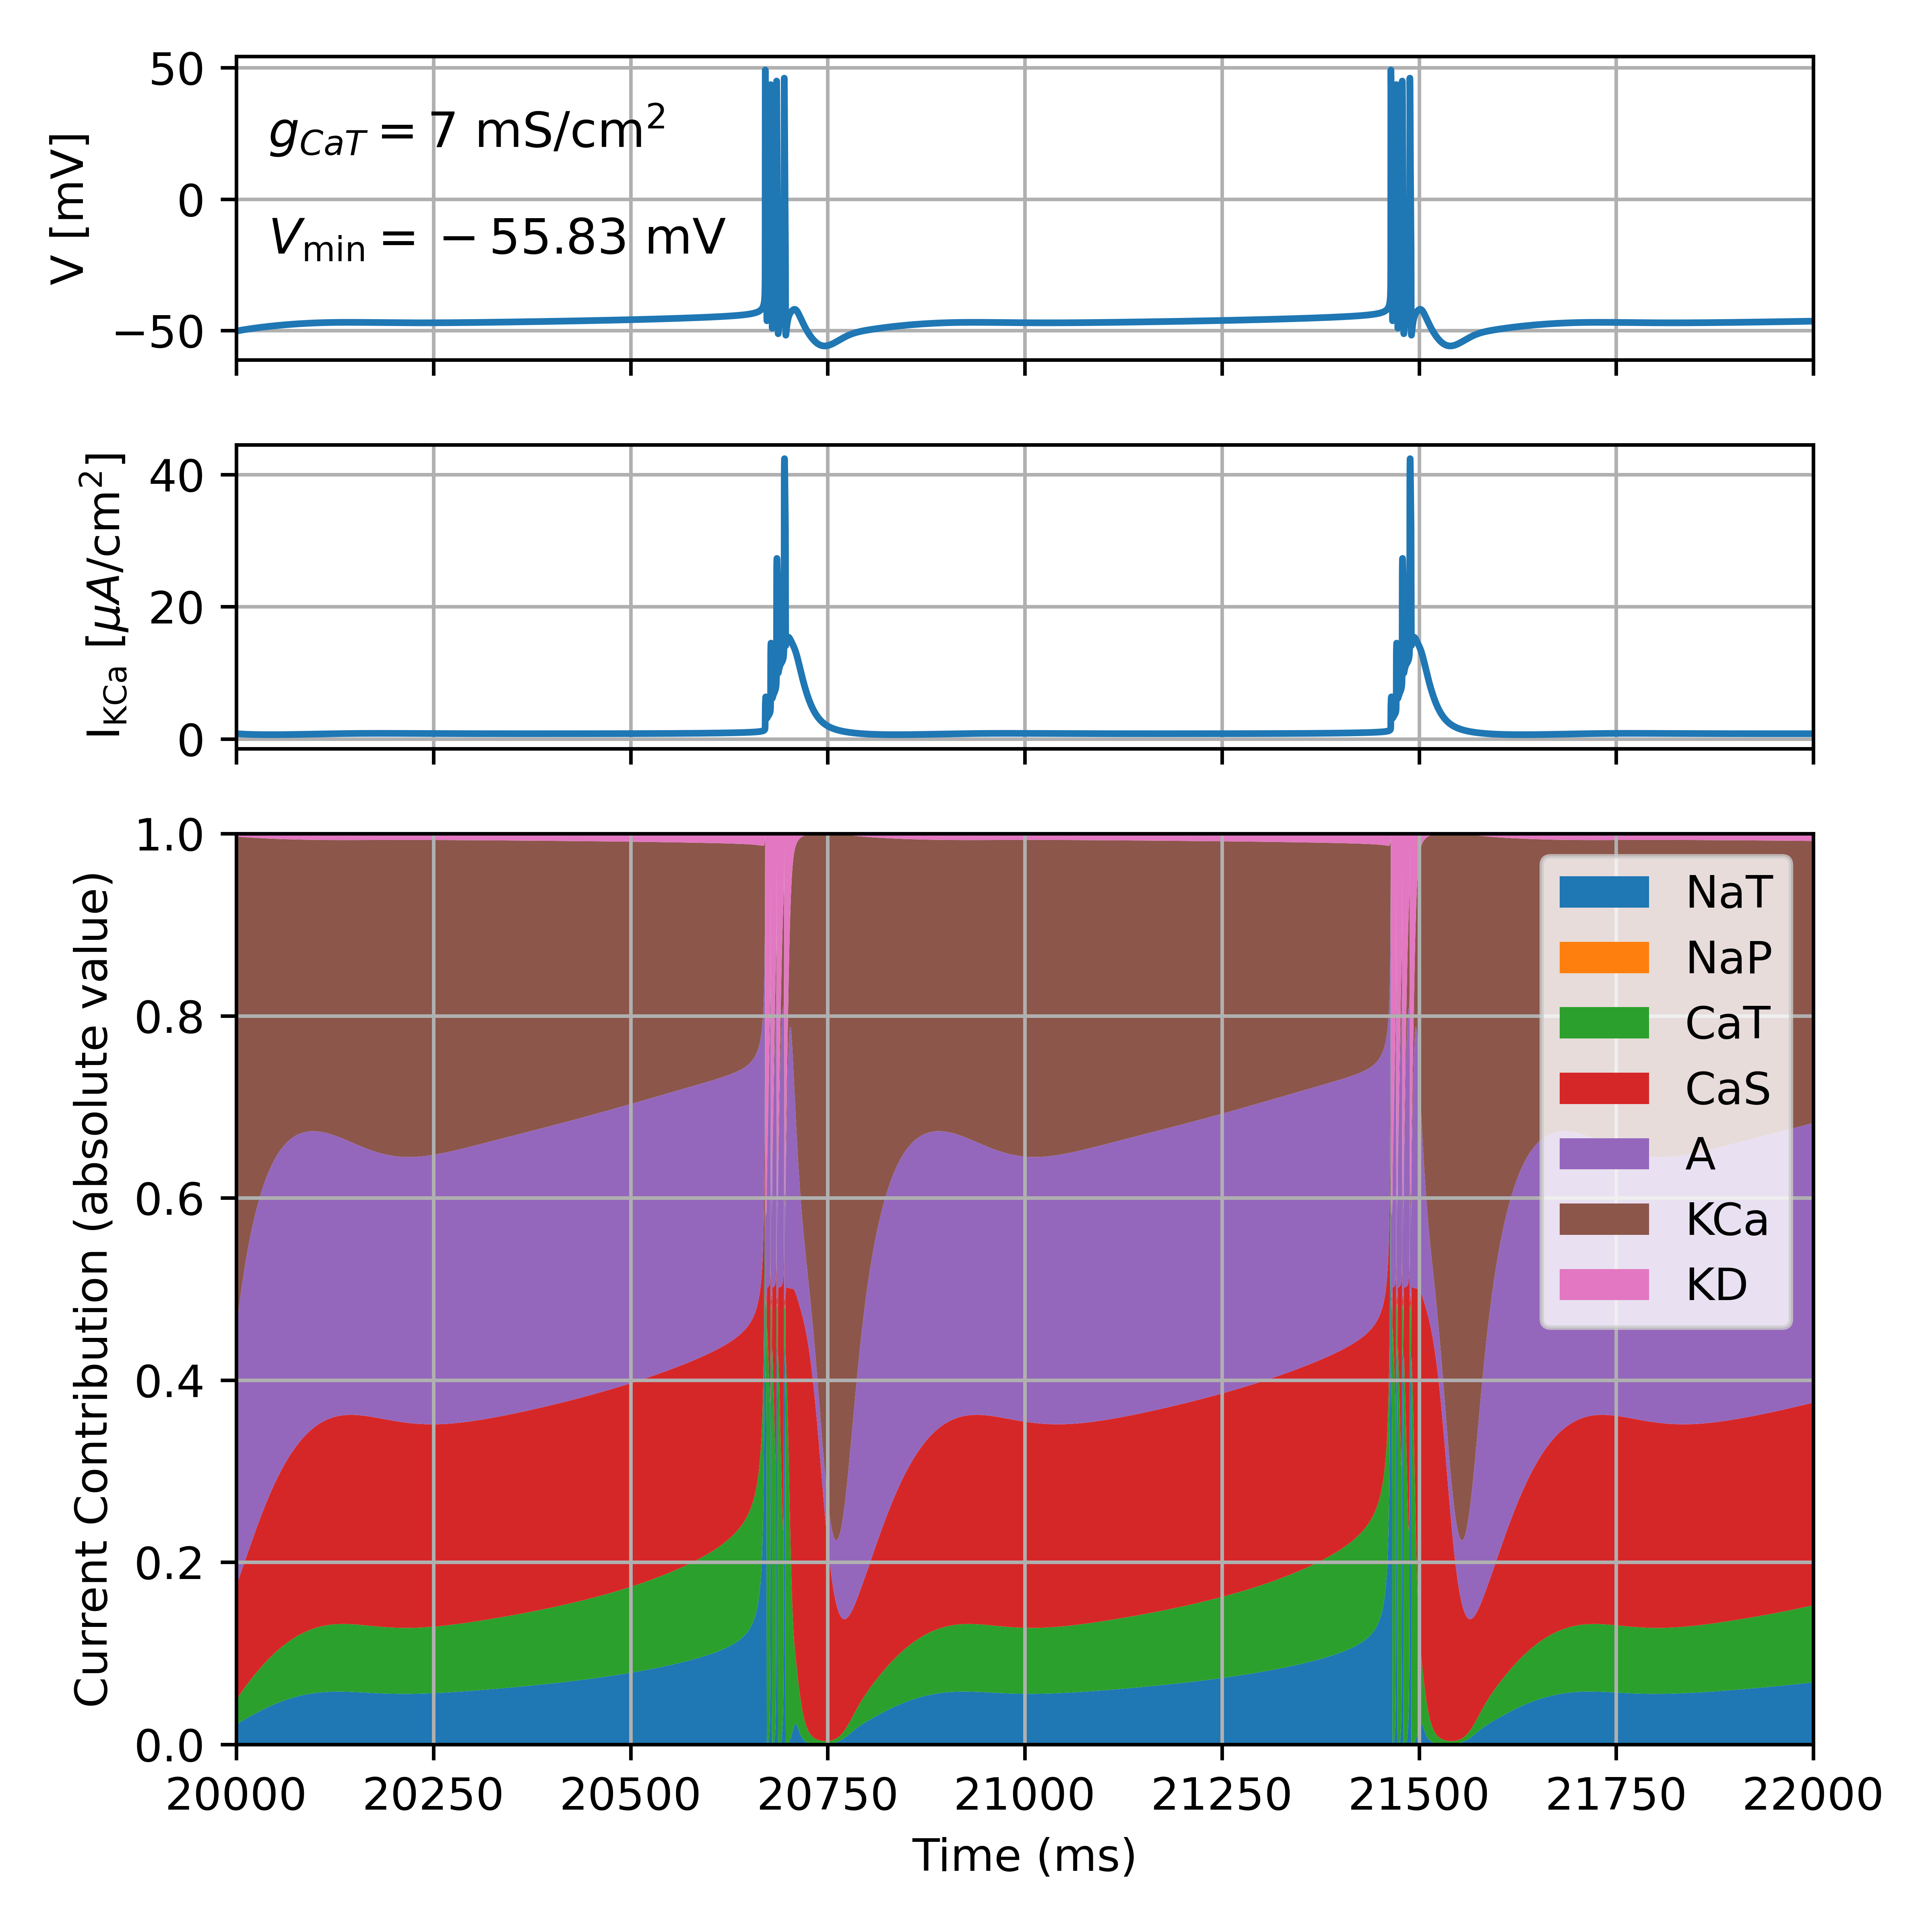 50
0
−50
V [mV]
g_CaT = 7 mS/cm²
V_min = −55.83 mV
40
20
0
I_KCa [μA/cm²]
1.0
0.8
0.6
0.4
0.2
0.0
Current Contribution (absolute value)
NaT
NaP
CaT
CaS
A
KCa
KD
20000 20250 20500 20750 21000 21250 21500 21750 22000
Time (ms)